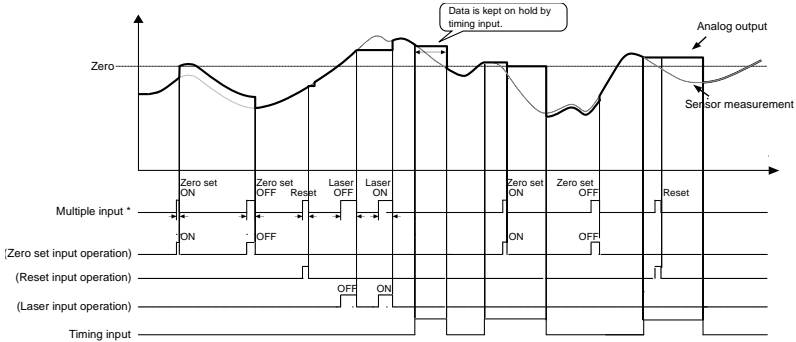 Data is kept on hold by
timing input.
Analog output
Zero
Sensor measurement
Zero set
ON
Zero set
OFF
Reset
Laser
OFF
Laser
ON
Zero set
ON
Zero set
OFF
Reset
Multiple input *
ON
OFF
ON
OFF
(Zero set input operation)
(Reset input operation)
OFF
ON
(Laser input operation)
Timing input